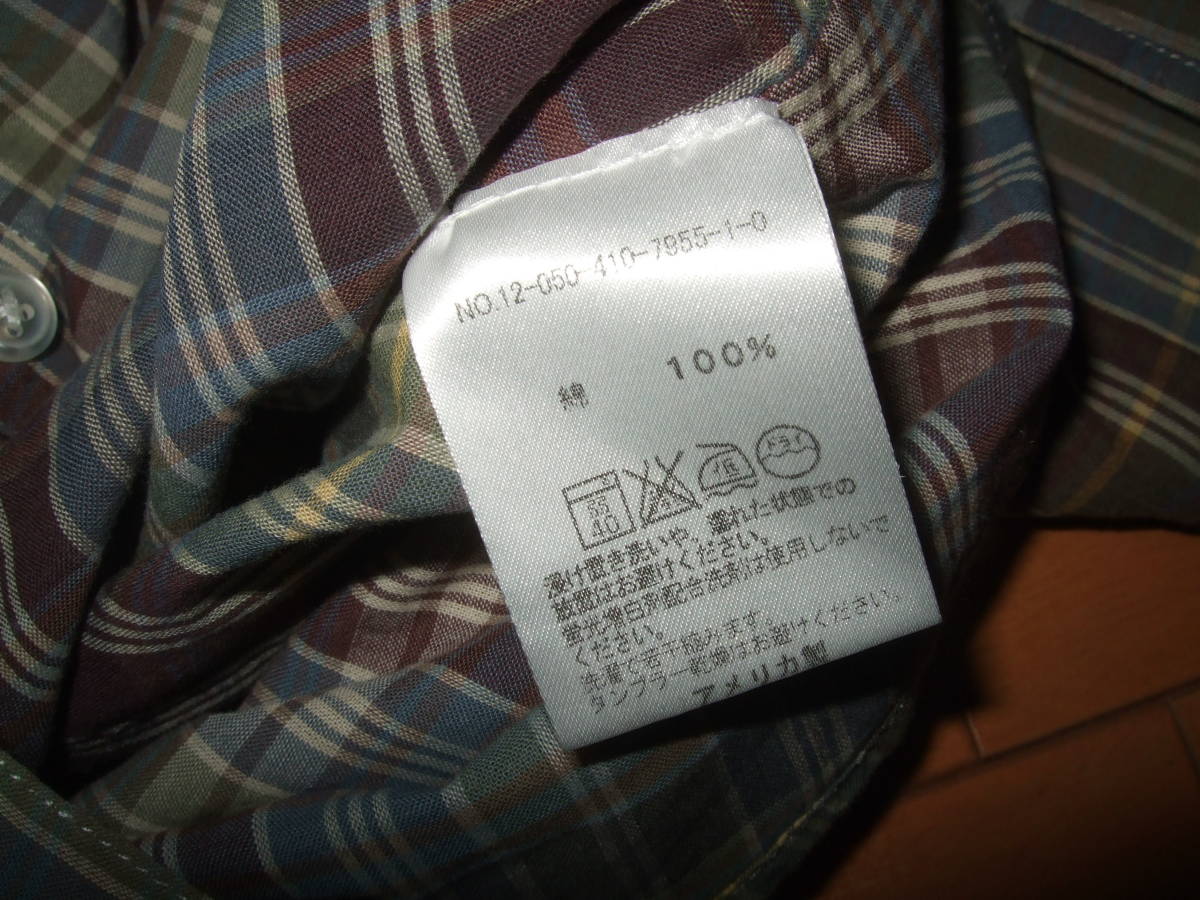 NO.12-050-410-7955-1-0
綿 100%
40
ドライ
浸け置き洗いや、濡れた状態での
放置はお避けください。
蛍光増白剤配合洗剤は使用しないで
ください。
洗濯で若干縮みます。
タンブラー乾燥はお避けください。
アメリカ製